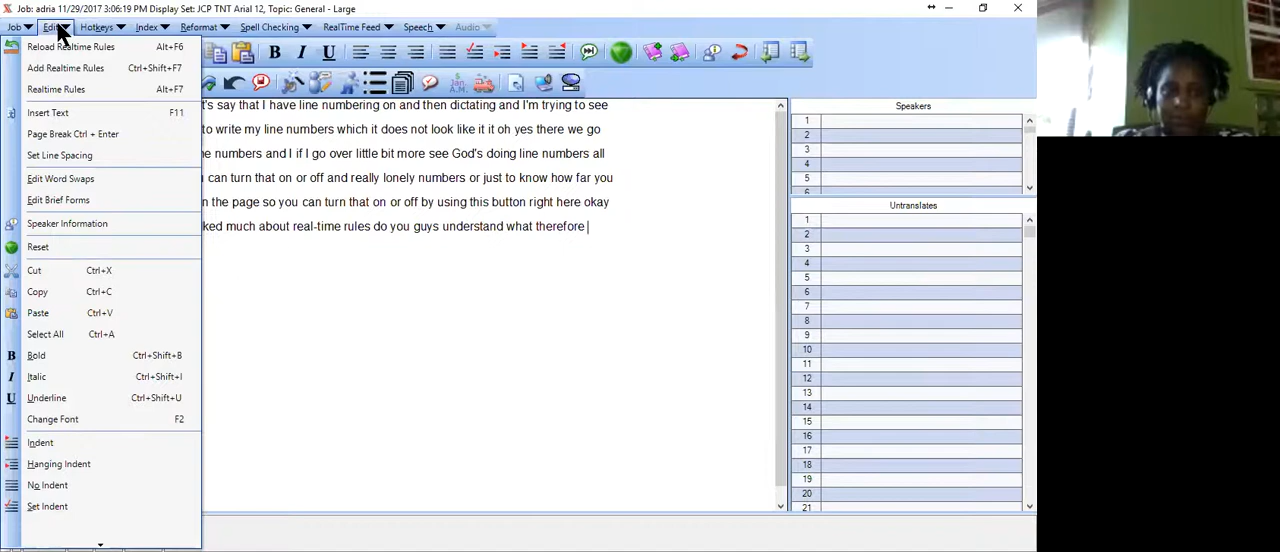 Job: adria 11/29/2017 3:06:19 PM Display Set: JCP TNT Arial 12, Topic: General - Large
Job Edit Hotkeys Index Reformat Spell Checking RealTime Feed Speech Audio
Reload Realtime Rules Alt+F6
Add Realtime Rules Ctrl+Shift+F7
Realtime Rules Alt+F7
Insert Text F11
Page Break Ctrl + Enter
Set Line Spacing
Edit Word Swaps
Edit Brief Forms
Speaker Information
Reset
Cut Ctrl+X
Copy Ctrl+C
Paste Ctrl+V
Select All Ctrl+A
B Bold Ctrl+Shift+B
I Italic Ctrl+Shift+I
U Underline Ctrl+Shift+U
Change Font F2
Indent
Hanging Indent
No Indent
Set Indent
B I U
Jan.
A.M.
's say that I have line numbering on and then dictating and I'm trying to see
to write my line numbers which it does not look like it it oh yes there we go
ne numbers and I if I go over little bit more see God's doing line numbers all
can turn that on or off and really lonely numbers or just to know how far you
n the page so you can turn that on or off by using this button right here okay
ked much about real-time rules do you guys understand what therefore
Speakers
1
2
3
4
5
6
Untranslates
1
2
3
4
5
6
7
8
9
10
11
12
13
14
15
16
17
18
19
20
21